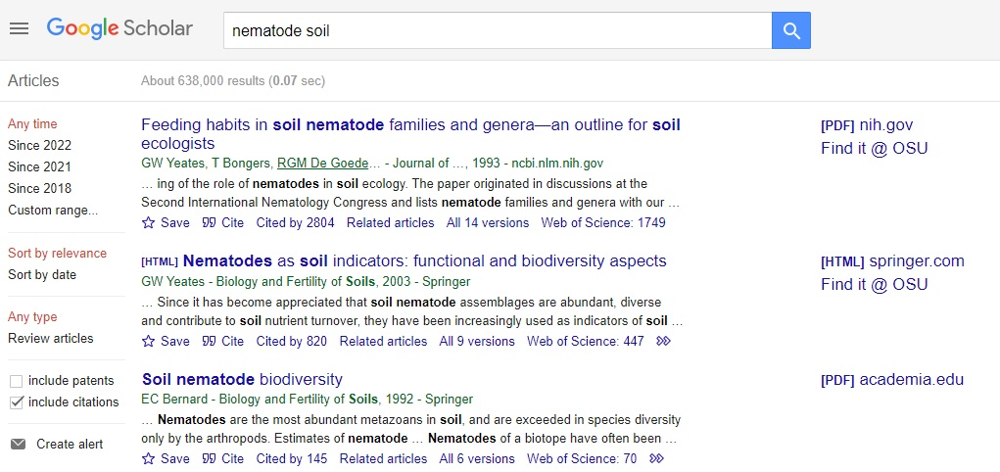 Google Scholar
nematode soil
Articles
About 638,000 results (0.07 sec)
Any time
Since 2022
Since 2021
Since 2018
Custom range...
Sort by relevance
Sort by date
Any type
Review articles
include patents
include citations
Create alert
Feeding habits in soil nematode families and genera—an outline for soil
ecologists
GW Yeates, T Bongers, RGM De Goede… - Journal of …, 1993 - ncbi.nlm.nih.gov
… ing of the role of nematodes in soil ecology. The paper originated in discussions at the
Second International Nematology Congress and lists nematode families and genera with our …
Save Cite Cited by 2804 Related articles All 14 versions Web of Science: 1749
[PDF] nih.gov
Find it @ OSU
[HTML] Nematodes as soil indicators: functional and biodiversity aspects
GW Yeates - Biology and Fertility of Soils, 2003 - Springer
… Since it has become appreciated that soil nematode assemblages are abundant, diverse
and contribute to soil nutrient turnover, they have been increasingly used as indicators of soil …
Save Cite Cited by 820 Related articles All 9 versions Web of Science: 447
[HTML] springer.com
Find it @ OSU
Soil nematode biodiversity
EC Bernard - Biology and Fertility of Soils, 1992 - Springer
… Nematodes are the most abundant metazoans in soil, and are exceeded in species diversity
only by the arthropods. Estimates of nematode … Nematodes of a biotope have often been …
Save Cite Cited by 145 Related articles All 6 versions Web of Science: 70
[PDF] academia.edu